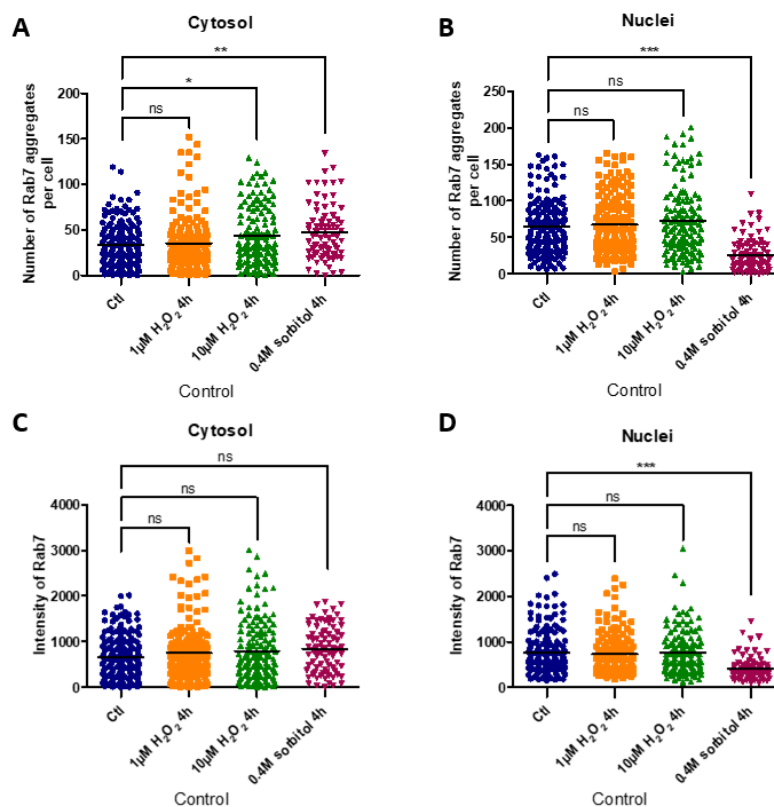 A
Cytosol
**
*
ns
200
150
100
50
0
Number of Rab7 aggregates
per cell
Ctl
1µM H₂O₂ 4h
10µM H₂O₂ 4h
0.4M sorbitol 4h
Control
B
Nuclei
***
ns
ns
250
200
150
100
50
0
Number of Rab7 aggregates
per cell
Ctl
1µM H₂O₂ 4h
10µM H₂O₂ 4h
0.4M sorbitol 4h
Control
C
Cytosol
ns
ns
ns
4000
3000
2000
1000
0
Intensity of Rab7
Ctl
1µM H₂O₂ 4h
10µM H₂O₂ 4h
0.4M sorbitol 4h
Control
D
Nuclei
***
ns
ns
4000
3000
2000
1000
0
Intensity of Rab7
Ctl
1µM H₂O₂ 4h
10µM H₂O₂ 4h
0.4M sorbitol 4h
Control